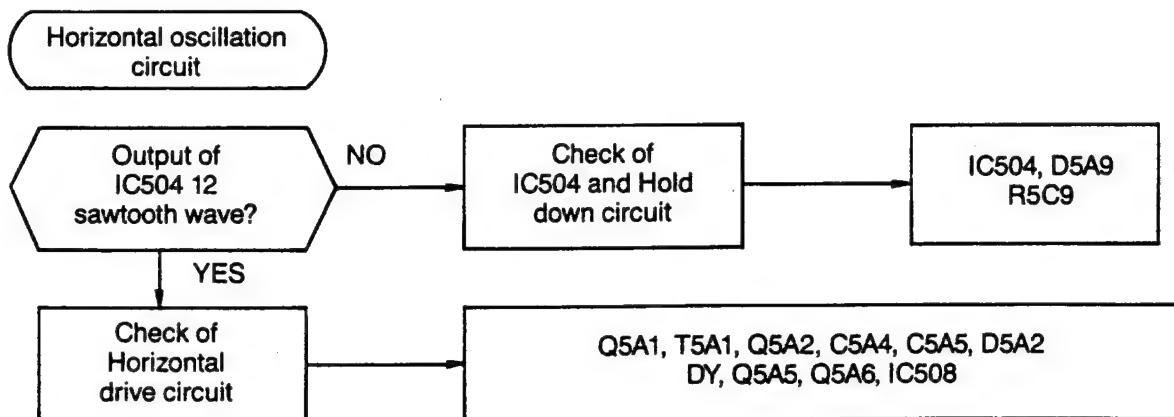 Horizontal oscillation
circuit
Output of
IC504 12
sawtooth wave?
NO
Check of
IC504 and Hold
down circuit
IC504, D5A9
R5C9
YES
Check of
Horizontal
drive circuit
Q5A1, T5A1, Q5A2, C5A4, C5A5, D5A2
DY, Q5A5, Q5A6, IC508